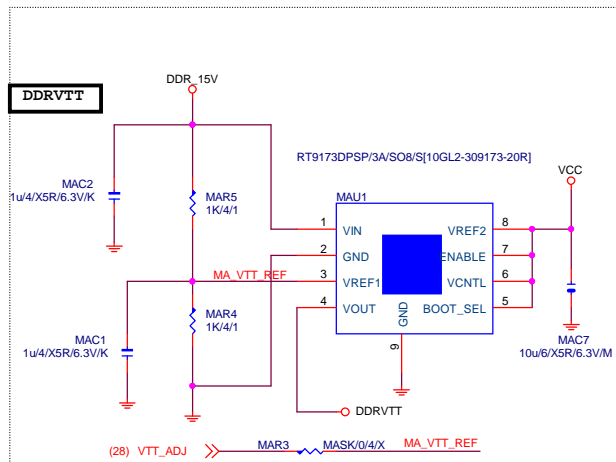 DDR_15V
DDRVTT
RT9173DPSP/3A/SO8/S[10GL2-309173-20R]
VCC
MAC2
1u/4/X5R/6.3V/K
MAR5
1K/4/1
MAU1
1 VIN VREF2 8
2 GND ENABLE 7
MA_VTT_REF 3 VREF1 VCNTL 6
4 VOUT BOOT_SEL 5
GND
9
MAR4
1K/4/1
MAC1
1u/4/X5R/6.3V/K
MAC7
10u/6/X5R/6.3V/M
DDRVTT
(28) VTT_ADJ MAR3 MASK/0/4/X MA_VTT_REF